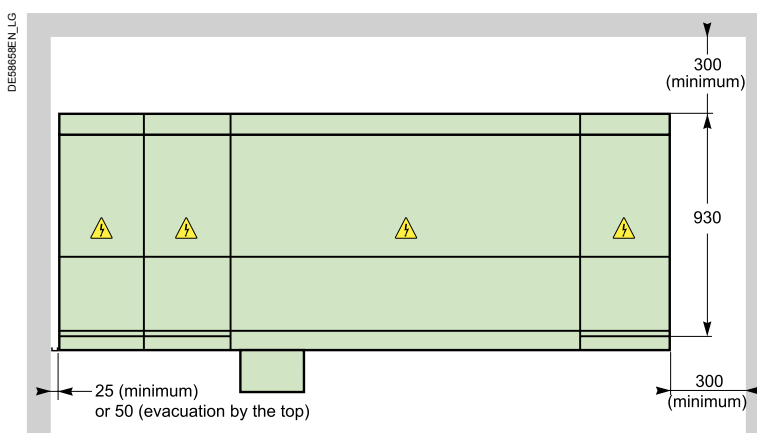 DE58658EN_LG
300
(minimum)
930
25 (minimum)
or 50 (evacuation by the top)
300
(minimum)